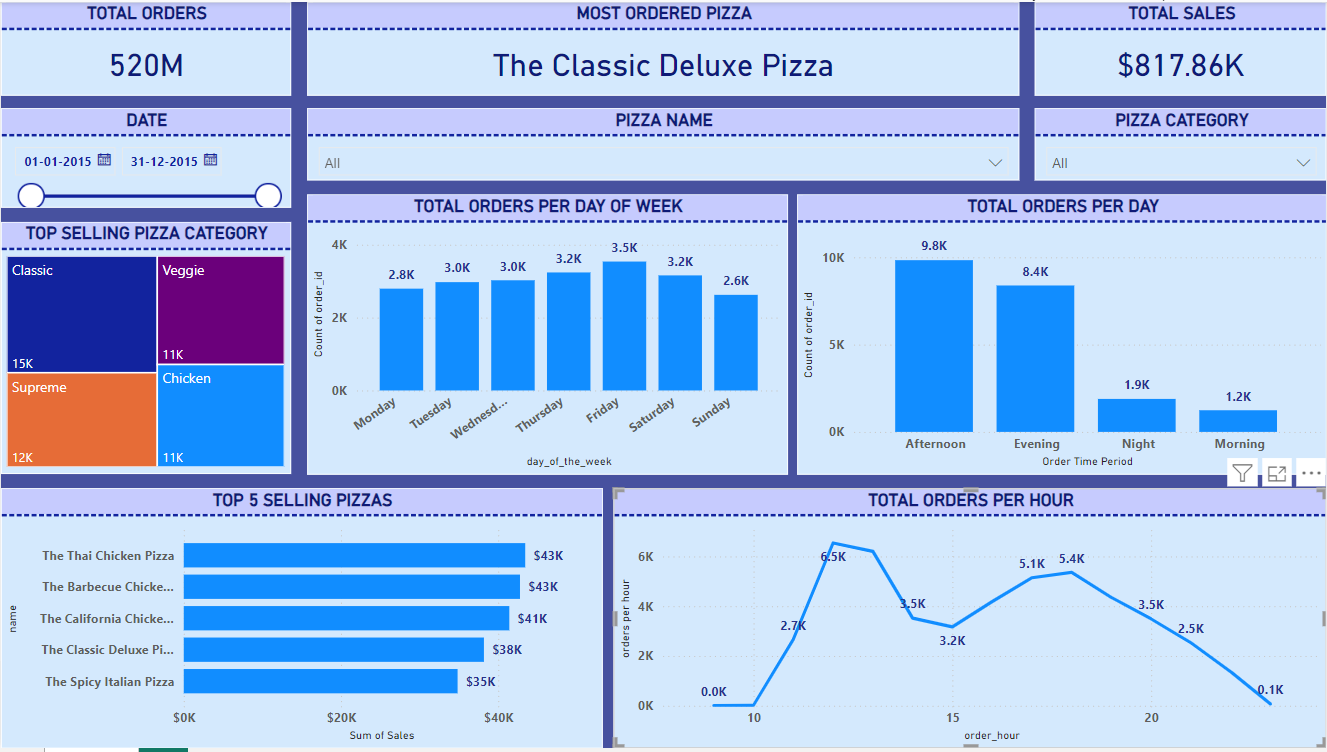 TOTAL ORDERS
520M
MOST ORDERED PIZZA
The Classic Deluxe Pizza
TOTAL SALES
$817.86K
DATE
01-01-2015
31-12-2015
PIZZA NAME
All
PIZZA CATEGORY
All
TOP SELLING PIZZA CATEGORY
Classic
15K
Veggie
11K
Supreme
12K
Chicken
11K
TOTAL ORDERS PER DAY OF WEEK
Count of order_id
4K
2K
0K
2.8K
3.0K
3.0K
3.2K
3.5K
3.2K
2.6K
Monday
Tuesday
Wednesd...
Thursday
Friday
Saturday
Sunday
day_of_the_week
TOTAL ORDERS PER DAY
Count of order_id
10K
5K
0K
9.8K
8.4K
1.9K
1.2K
Afternoon
Evening
Night
Morning
Order Time Period
TOP 5 SELLING PIZZAS
name
The Thai Chicken Pizza
$43K
The Barbecue Chicke...
$43K
The California Chicke...
$41K
The Classic Deluxe Pi...
$38K
The Spicy Italian Pizza
$35K
$0K
$20K
$40K
Sum of Sales
TOTAL ORDERS PER HOUR
orders per hour
6K
4K
2K
0K
0.0K
2.7K
6.5K
3.5K
3.2K
5.1K
5.4K
3.5K
2.5K
0.1K
10
15
20
order_hour